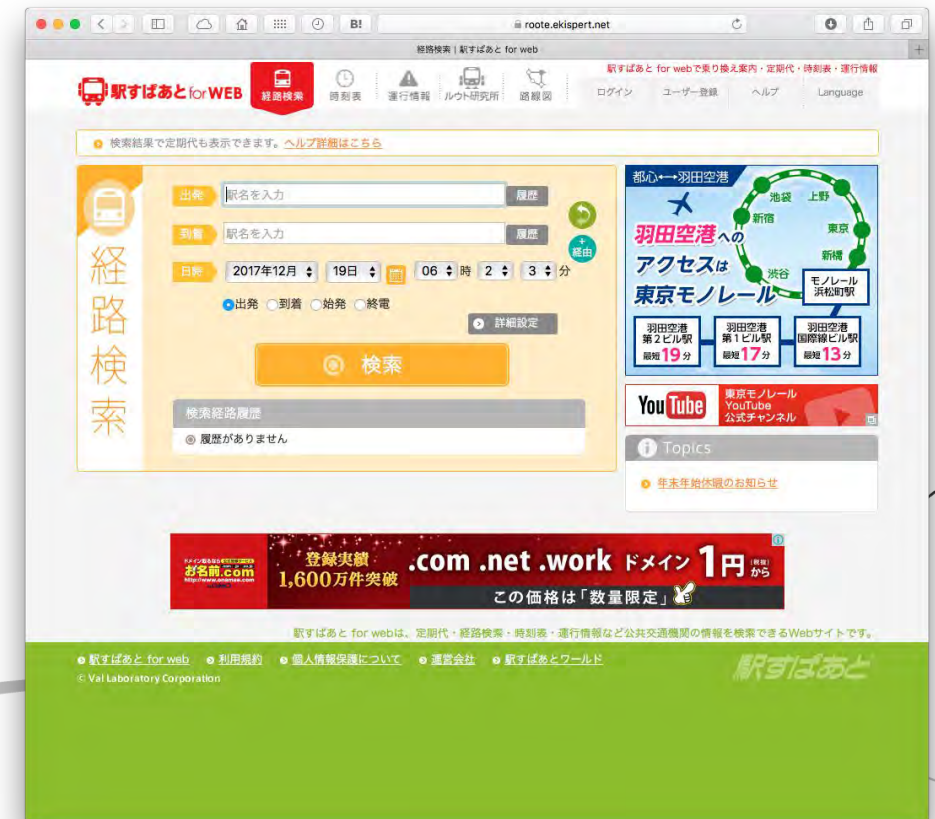 B!
roote.ekispert.net
経路検索 | 駅すぱあと for web
駅すぱあと for webで乗り換え案内・定期代・時刻表・運行情報
駅すぱあと for WEB
経路検索
時刻表
運行情報
ルウト研究所
路線図
ログイン
ユーザー登録
ヘルプ
Language
検索結果で定期代も表示できます。ヘルプ詳細はこちら
経路検索
出発
駅名を入力
履歴
到着
駅名を入力
履歴
+
経由
日時
2017年12月 19日 06 時 2 3 分
出発 到着 始発 終電
詳細設定
検索
検索経路履歴
履歴がありません
都心←→羽田空港
羽田空港への
アクセスは
東京モノレール
池袋
上野
新宿
東京
新橋
渋谷
モノレール
浜松町駅
羽田空港
第2ビル駅
最短19分
羽田空港
第1ビル駅
最短17分
羽田空港
国際線ビル駅
最短13分
YouTube
東京モノレール
YouTube
公式チャンネル
Topics
年末年始休暇のお知らせ
お名前.com
登録実績
1,600万件突破
.com .net .work ドメイン 1円(税抜)から
この価格は「数量限定」
駅すぱあと for webは、定期代・経路検索・時刻表・運行情報など公共交通機関の情報を検索できるWebサイトです。
駅すぱあと for web
利用規約
個人情報保護について
運営会社
駅すぱあとワールド
© Val Laboratory Corporation
駅すぱあと